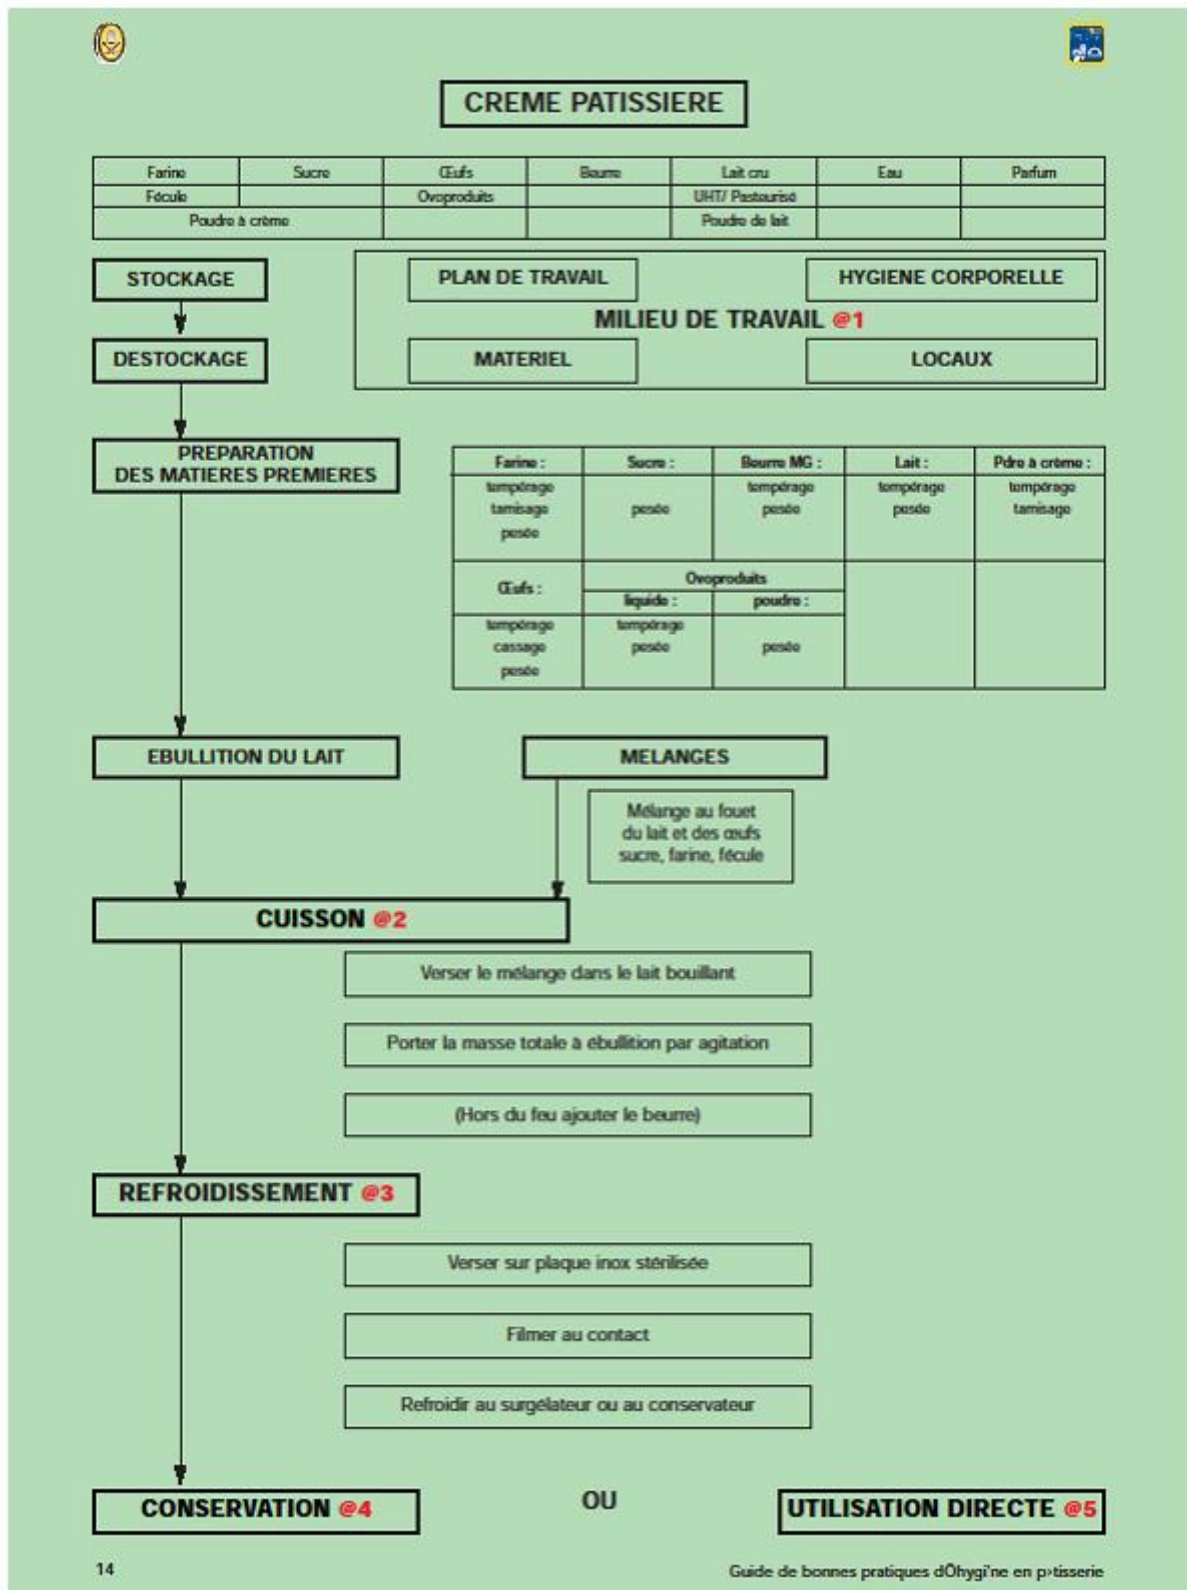 CREME PATISSIERE
Farine Sucre Œufs Beurre Lait cru Eau Parfum
Fécule Ovoproduits UHT/ Pasteurisé
Poudre à crème Poudre de lait
STOCKAGE
PLAN DE TRAVAIL
HYGIENE CORPORELLE
MILIEU DE TRAVAIL @1
DESTOCKAGE
MATERIEL
LOCAUX
PREPARATION
DES MATIERES PREMIERES
Farine : Sucre : Beurre MG : Lait : Pdre à crème :
tempérage tempérage tempérage tempérage
tamisage pesée pesée pesée tamisage
pesée
Œufs :
Ovoproduits
liquide : poudre :
tempérage tempérage
cassage pesée pesée
pesée
EBULLITION DU LAIT
MELANGES
Mélange au fouet
du lait et des œufs
sucre, farine, fécule
CUISSON @2
Verser le mélange dans le lait bouillant
Porter la masse totale à ébullition par agitation
(Hors du feu ajouter le beurre)
REFROIDISSEMENT @3
Verser sur plaque inox stérilisée
Filmer au contact
Refroidir au surgélateur ou au conservateur
CONSERVATION @4
OU
UTILISATION DIRECTE @5
14
Guide de bonnes pratiques dÕhygi'ne en p›tisserie